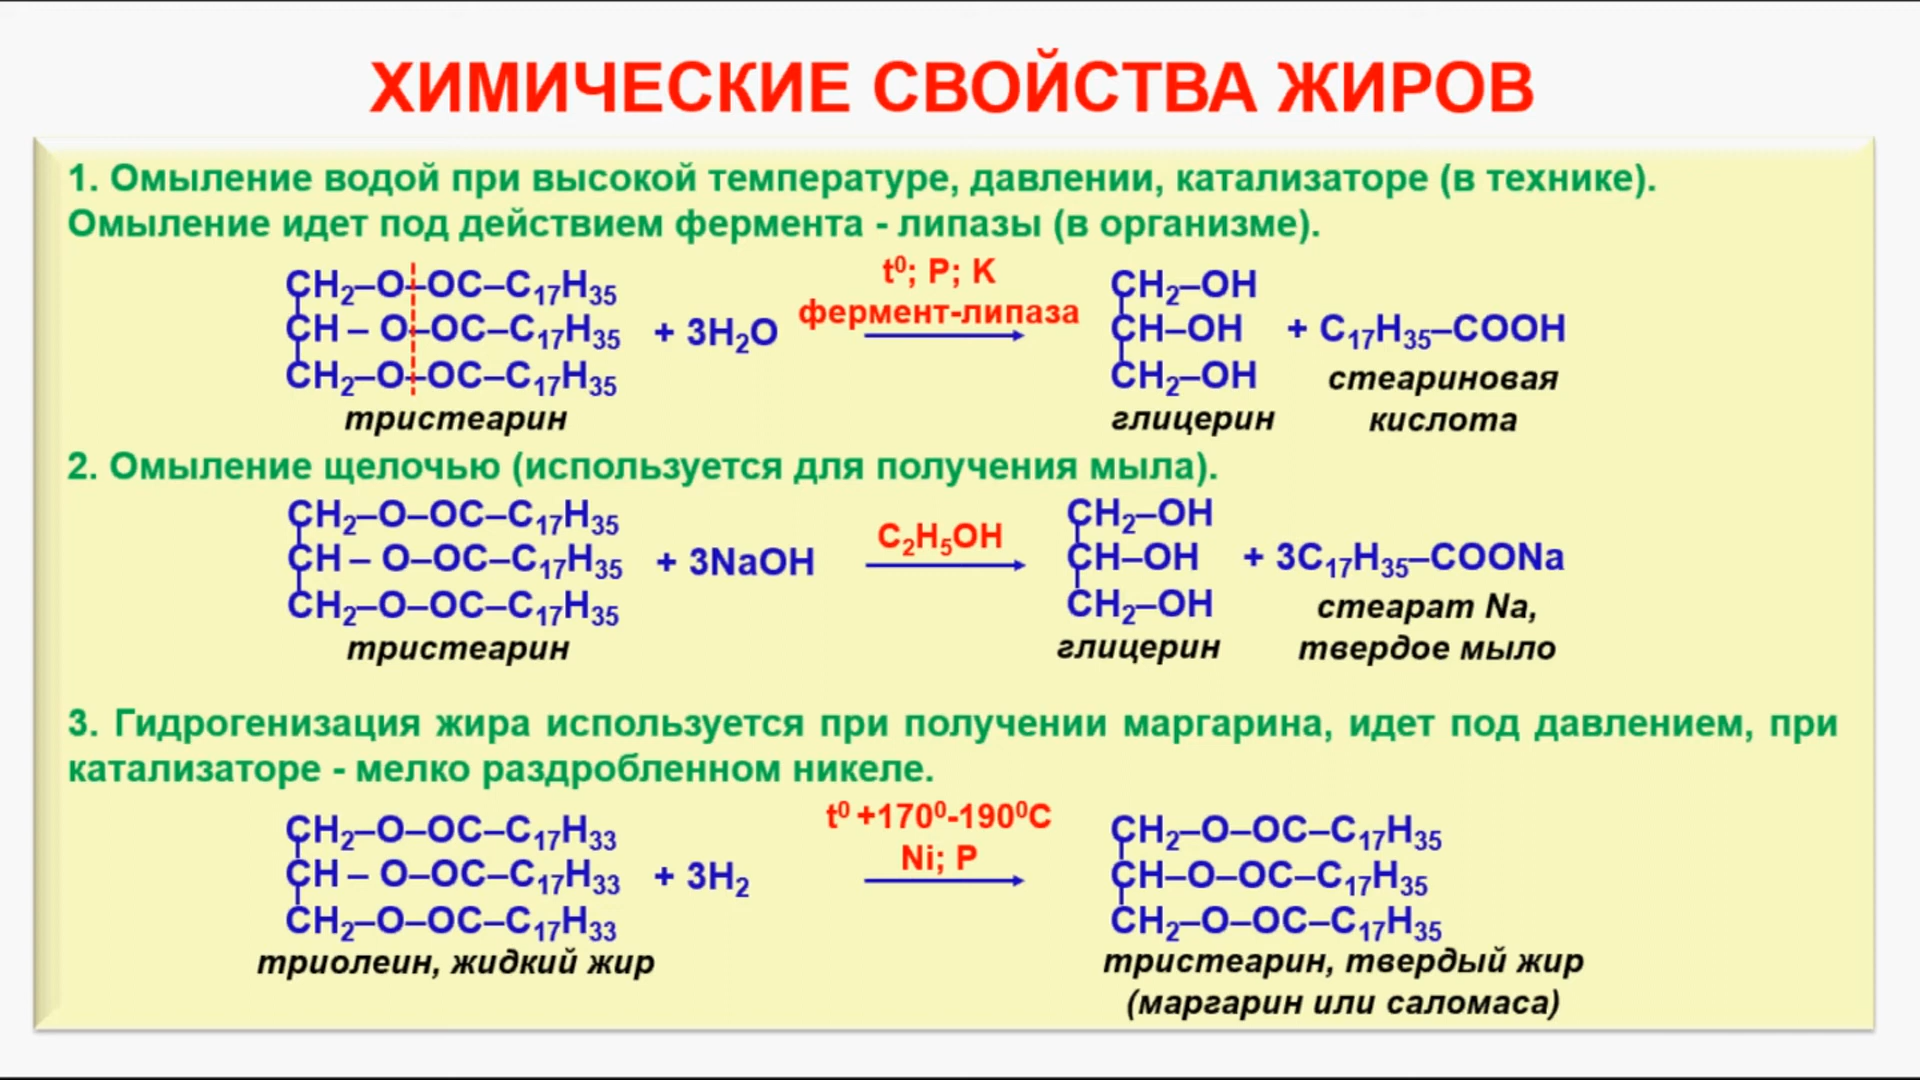 ХИМИЧЕСКИЕ СВОЙСТВА ЖИРОВ
1. Омыление водой при высокой температуре, давлении, катализаторе (в технике).
Омыление идет под действием фермента - липазы (в организме).
CH₂–O–OC–C₁₇H₃₅
CH – O–OC–C₁₇H₃₅
CH₂–O–OC–C₁₇H₃₅
тристеарин
+ 3H₂O
t⁰; P; K
фермент-липаза
CH₂–OH
CH–OH
CH₂–OH
глицерин
+ C₁₇H₃₅–COOH
стеариновая
кислота
2. Омыление щелочью (используется для получения мыла).
CH₂–O–OC–C₁₇H₃₅
CH – O–OC–C₁₇H₃₅
CH₂–O–OC–C₁₇H₃₅
тристеарин
+ 3NaOH
C₂H₅OH
CH₂–OH
CH–OH
CH₂–OH
глицерин
+ 3C₁₇H₃₅–COONa
стеарат Na,
твердое мыло
3. Гидрогенизация жира используется при получении маргарина, идет под давлением, при
катализаторе - мелко раздробленном никеле.
CH₂–O–OC–C₁₇H₃₃
CH – O–OC–C₁₇H₃₃
CH₂–O–OC–C₁₇H₃₃
триолеин, жидкий жир
+ 3H₂
t⁰ +170⁰-190⁰C
Ni; P
CH₂–O–OC–C₁₇H₃₅
CH–O–OC–C₁₇H₃₅
CH₂–O–OC–C₁₇H₃₅
тристеарин, твердый жир
(маргарин или саломаса)